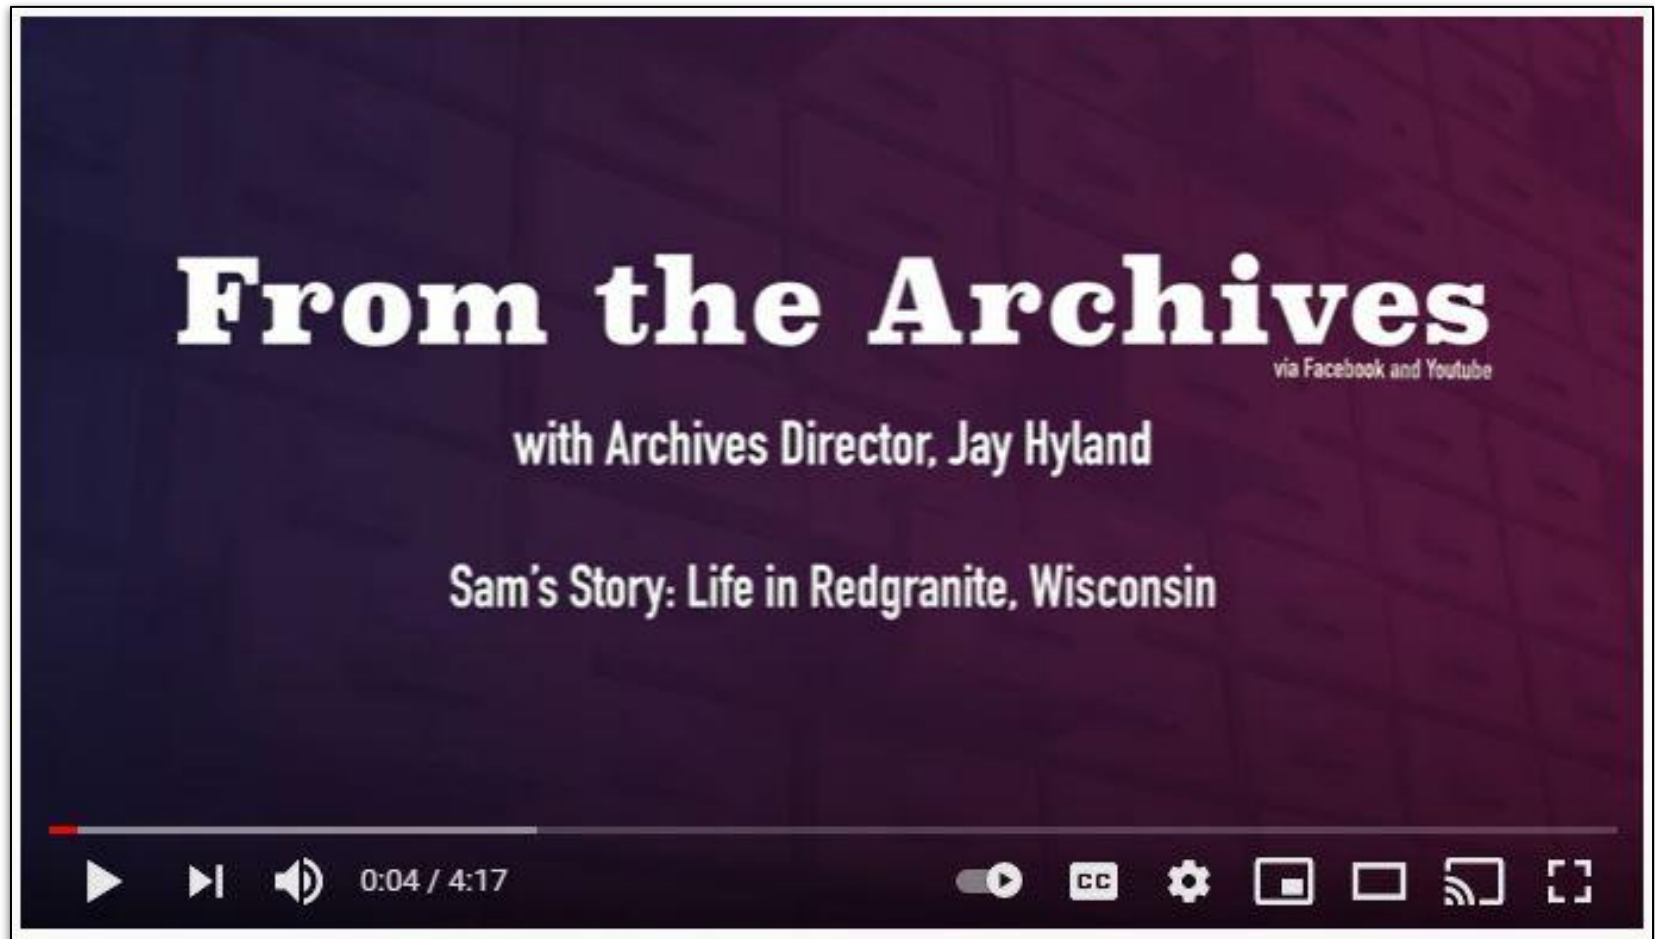 From the Archives
via Facebook and Youtube
with Archives Director, Jay Hyland
Sam's Story: Life in Redgranite, Wisconsin
0:04 / 4:17
CC